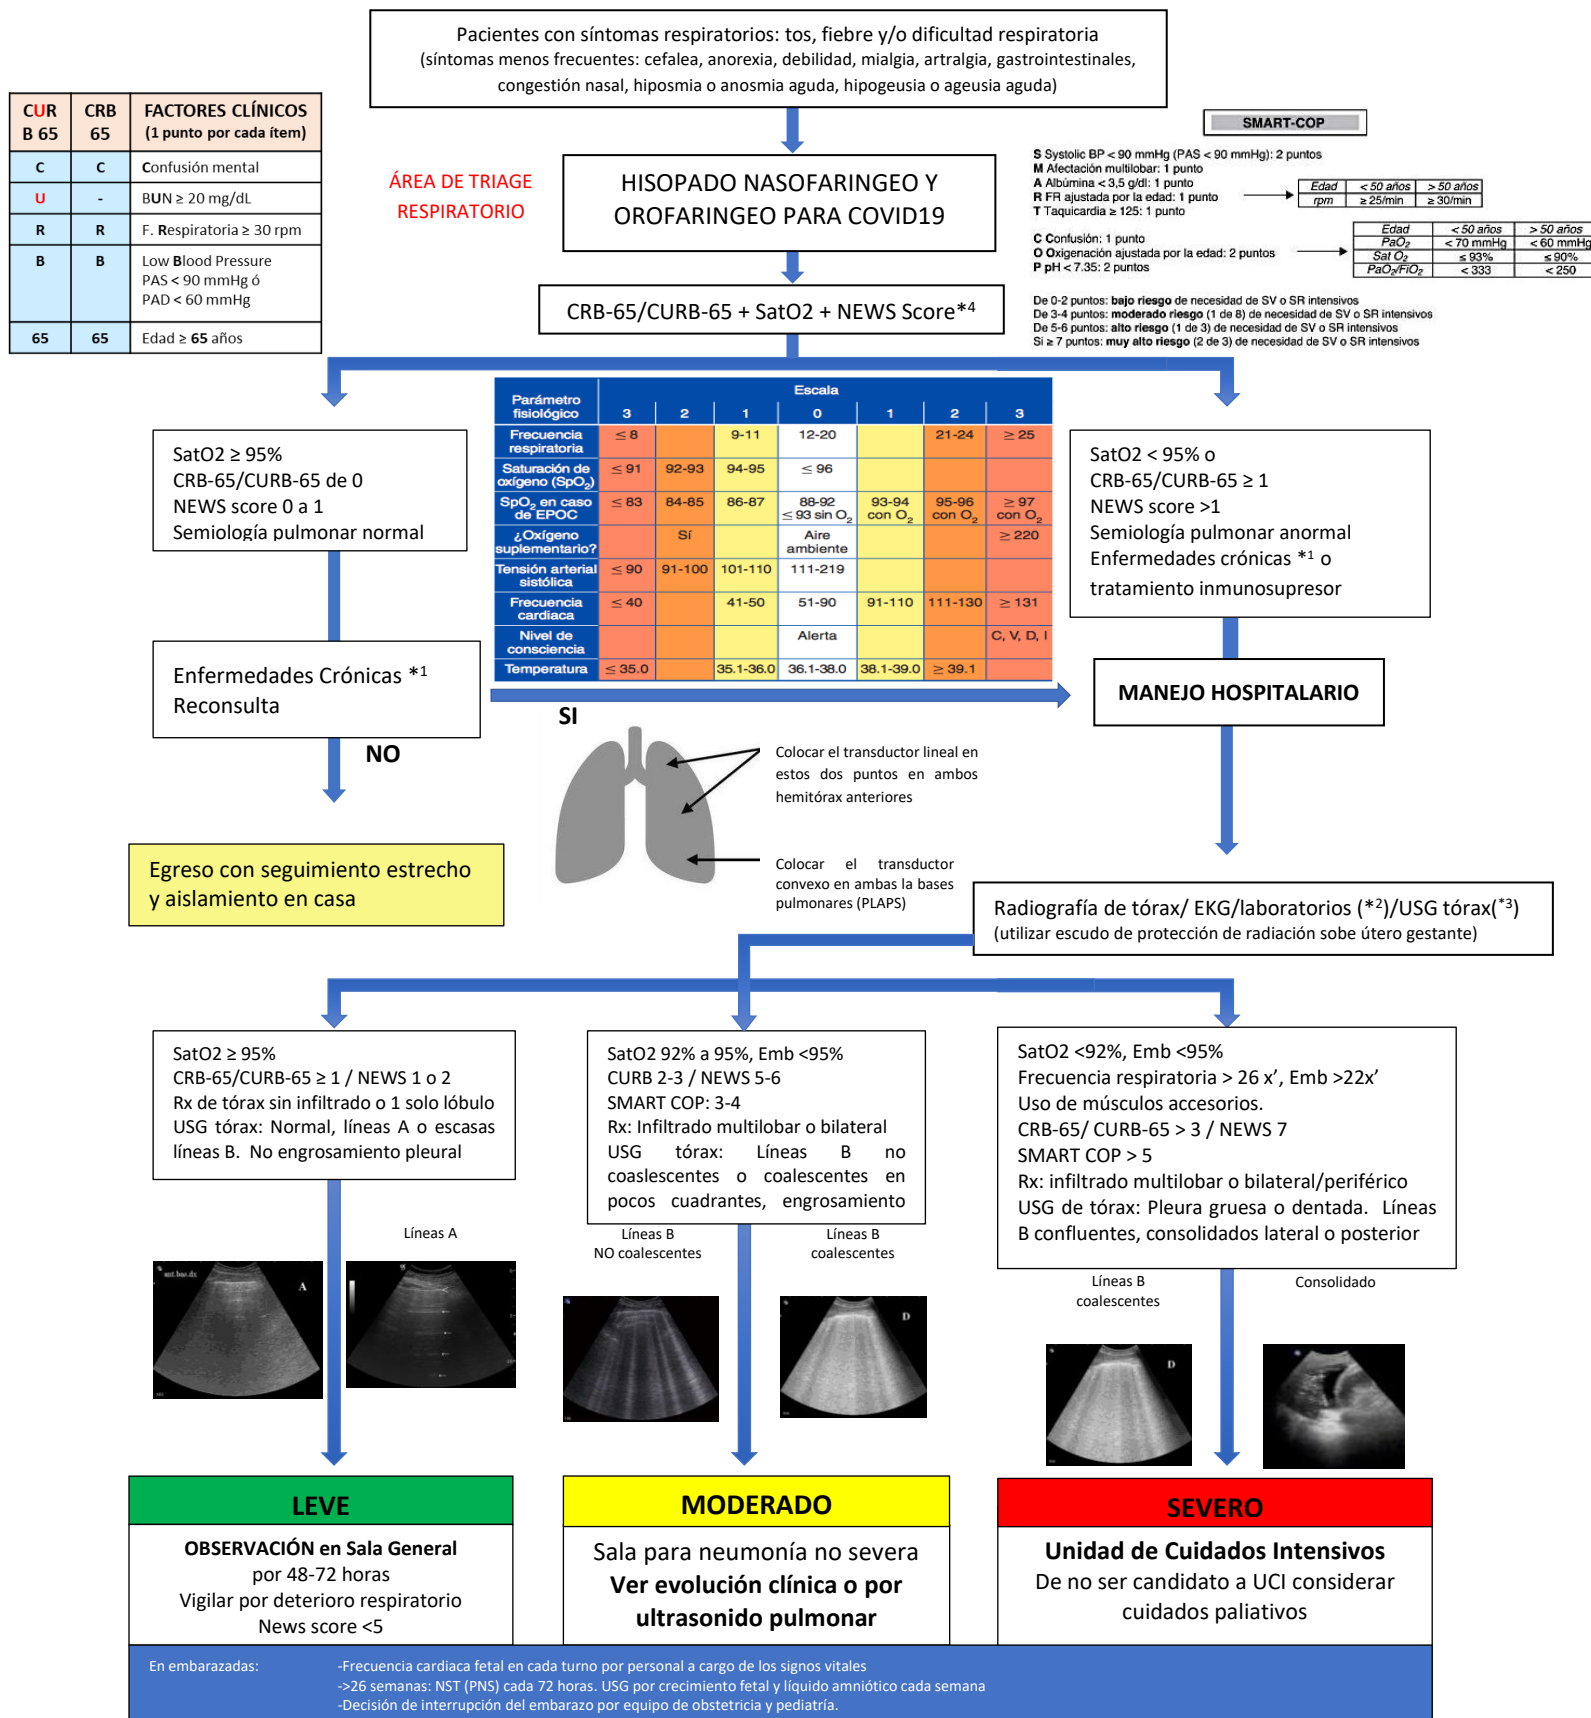 Pacientes con síntomas respiratorios: tos, fiebre y/o dificultad respiratoria
(síntomas menos frecuentes: cefalea, anorexia, debilidad, mialgia, artralgia, gastrointestinales,
congestión nasal, hiposmia o anosmia aguda, hipogeusia o ageusia aguda)
CUR B 65 CRB 65 FACTORES CLÍNICOS (1 punto por cada ítem)
C C Confusión mental
U - BUN ≥ 20 mg/dL
R R F. Respiratoria ≥ 30 rpm
B B Low Blood Pressure
PAS < 90 mmHg ó
PAD < 60 mmHg
65 65 Edad ≥ 65 años
ÁREA DE TRIAGE
RESPIRATORIO
HISOPADO NASOFARINGEO Y
OROFARINGEO PARA COVID19
SMART-COP
S Systolic BP < 90 mmHg (PAS < 90 mmHg): 2 puntos
M Afectación multilobar: 1 punto
A Albúmina < 3,5 g/dl: 1 punto
R FR ajustada por la edad: 1 punto
T Taquicardia ≥ 125: 1 punto
Edad < 50 años > 50 años
rpm ≥ 25/min ≥ 30/min
C Confusión: 1 punto
O Oxigenación ajustada por la edad: 2 puntos
P pH < 7.35: 2 puntos
Edad < 50 años > 50 años
PaO2 < 70 mmHg < 60 mmHg
Sat O2 ≤ 93% ≤ 90%
PaO2/FiO2 < 333 < 250
De 0-2 puntos: bajo riesgo de necesidad de SV o SR intensivos
De 3-4 puntos: moderado riesgo (1 de 8) de necesidad de SV o SR intensivos
De 5-6 puntos: alto riesgo (1 de 3) de necesidad de SV o SR intensivos
Si ≥ 7 puntos: muy alto riesgo (2 de 3) de necesidad de SV o SR intensivos
CRB-65/CURB-65 + SatO2 + NEWS Score*4
SatO2 ≥ 95%
CRB-65/CURB-65 de 0
NEWS score 0 a 1
Semiología pulmonar normal
Parámetro fisiológico Escala
3 2 1 0 1 2 3
Frecuencia respiratoria ≤ 8 9-11 12-20 21-24 ≥ 25
Saturación de oxígeno (SpO2) ≤ 91 92-93 94-95 ≤ 96
SpO2 en caso de EPOC ≤ 83 84-85 86-87 88-92 ≤ 93 sin O2 93-94 con O2 95-96 con O2 ≥ 97 con O2
¿Oxígeno suplementario? Sí Aire ambiente ≥ 220
Tensión arterial sistólica ≤ 90 91-100 101-110 111-219
Frecuencia cardiaca ≤ 40 41-50 51-90 91-110 111-130 ≥ 131
Nivel de consciencia Alerta C, V, D, I
Temperatura ≤ 35.0 35.1-36.0 36.1-38.0 38.1-39.0 ≥ 39.1
SatO2 < 95% o
CRB-65/CURB-65 ≥ 1
NEWS score >1
Semiología pulmonar anormal
Enfermedades crónicas *1 o
tratamiento inmunosupresor
Enfermedades Crónicas *1
Reconsulta
SI
NO
MANEJO HOSPITALARIO
Colocar el transductor lineal en
estos dos puntos en ambos
hemitórax anteriores
Colocar el transductor
convexo en ambas la bases
pulmonares (PLAPS)
Egreso con seguimiento estrecho
y aislamiento en casa
Radiografía de tórax/ EKG/laboratorios (*2)/USG tórax(*3)
(utilizar escudo de protección de radiación sobe útero gestante)
SatO2 ≥ 95%
CRB-65/CURB-65 ≥ 1 / NEWS 1 o 2
Rx de tórax sin infiltrado o 1 solo lóbulo
USG tórax: Normal, líneas A o escasas
líneas B. No engrosamiento pleural
SatO2 92% a 95%, Emb <95%
CURB 2-3 / NEWS 5-6
SMART COP: 3-4
Rx: Infiltrado multilobar o bilateral
USG tórax: Líneas B no
coaslescentes o coalescentes en
pocos cuadrantes, engrosamiento
SatO2 <92%, Emb <95%
Frecuencia respiratoria > 26 x’, Emb >22x’
Uso de músculos accesorios.
CRB-65/ CURB-65 > 3 / NEWS 7
SMART COP > 5
Rx: infiltrado multilobar o bilateral/periférico
USG de tórax: Pleura gruesa o dentada. Líneas
B confluentes, consolidados lateral o posterior
Líneas A
Líneas B
NO coalescentes
Líneas B
coalescentes
Líneas B
coalescentes
Consolidado
ant.bas.dx
A
D
D
LEVE
OBSERVACIÓN en Sala General
por 48-72 horas
Vigilar por deterioro respiratorio
News score <5
MODERADO
Sala para neumonía no severa
Ver evolución clínica o por
ultrasonido pulmonar
SEVERO
Unidad de Cuidados Intensivos
De no ser candidato a UCI considerar
cuidados paliativos
En embarazadas: -Frecuencia cardiaca fetal en cada turno por personal a cargo de los signos vitales
->26 semanas: NST (PNS) cada 72 horas. USG por crecimiento fetal y líquido amniótico cada semana
-Decisión de interrupción del embarazo por equipo de obstetricia y pediatría.